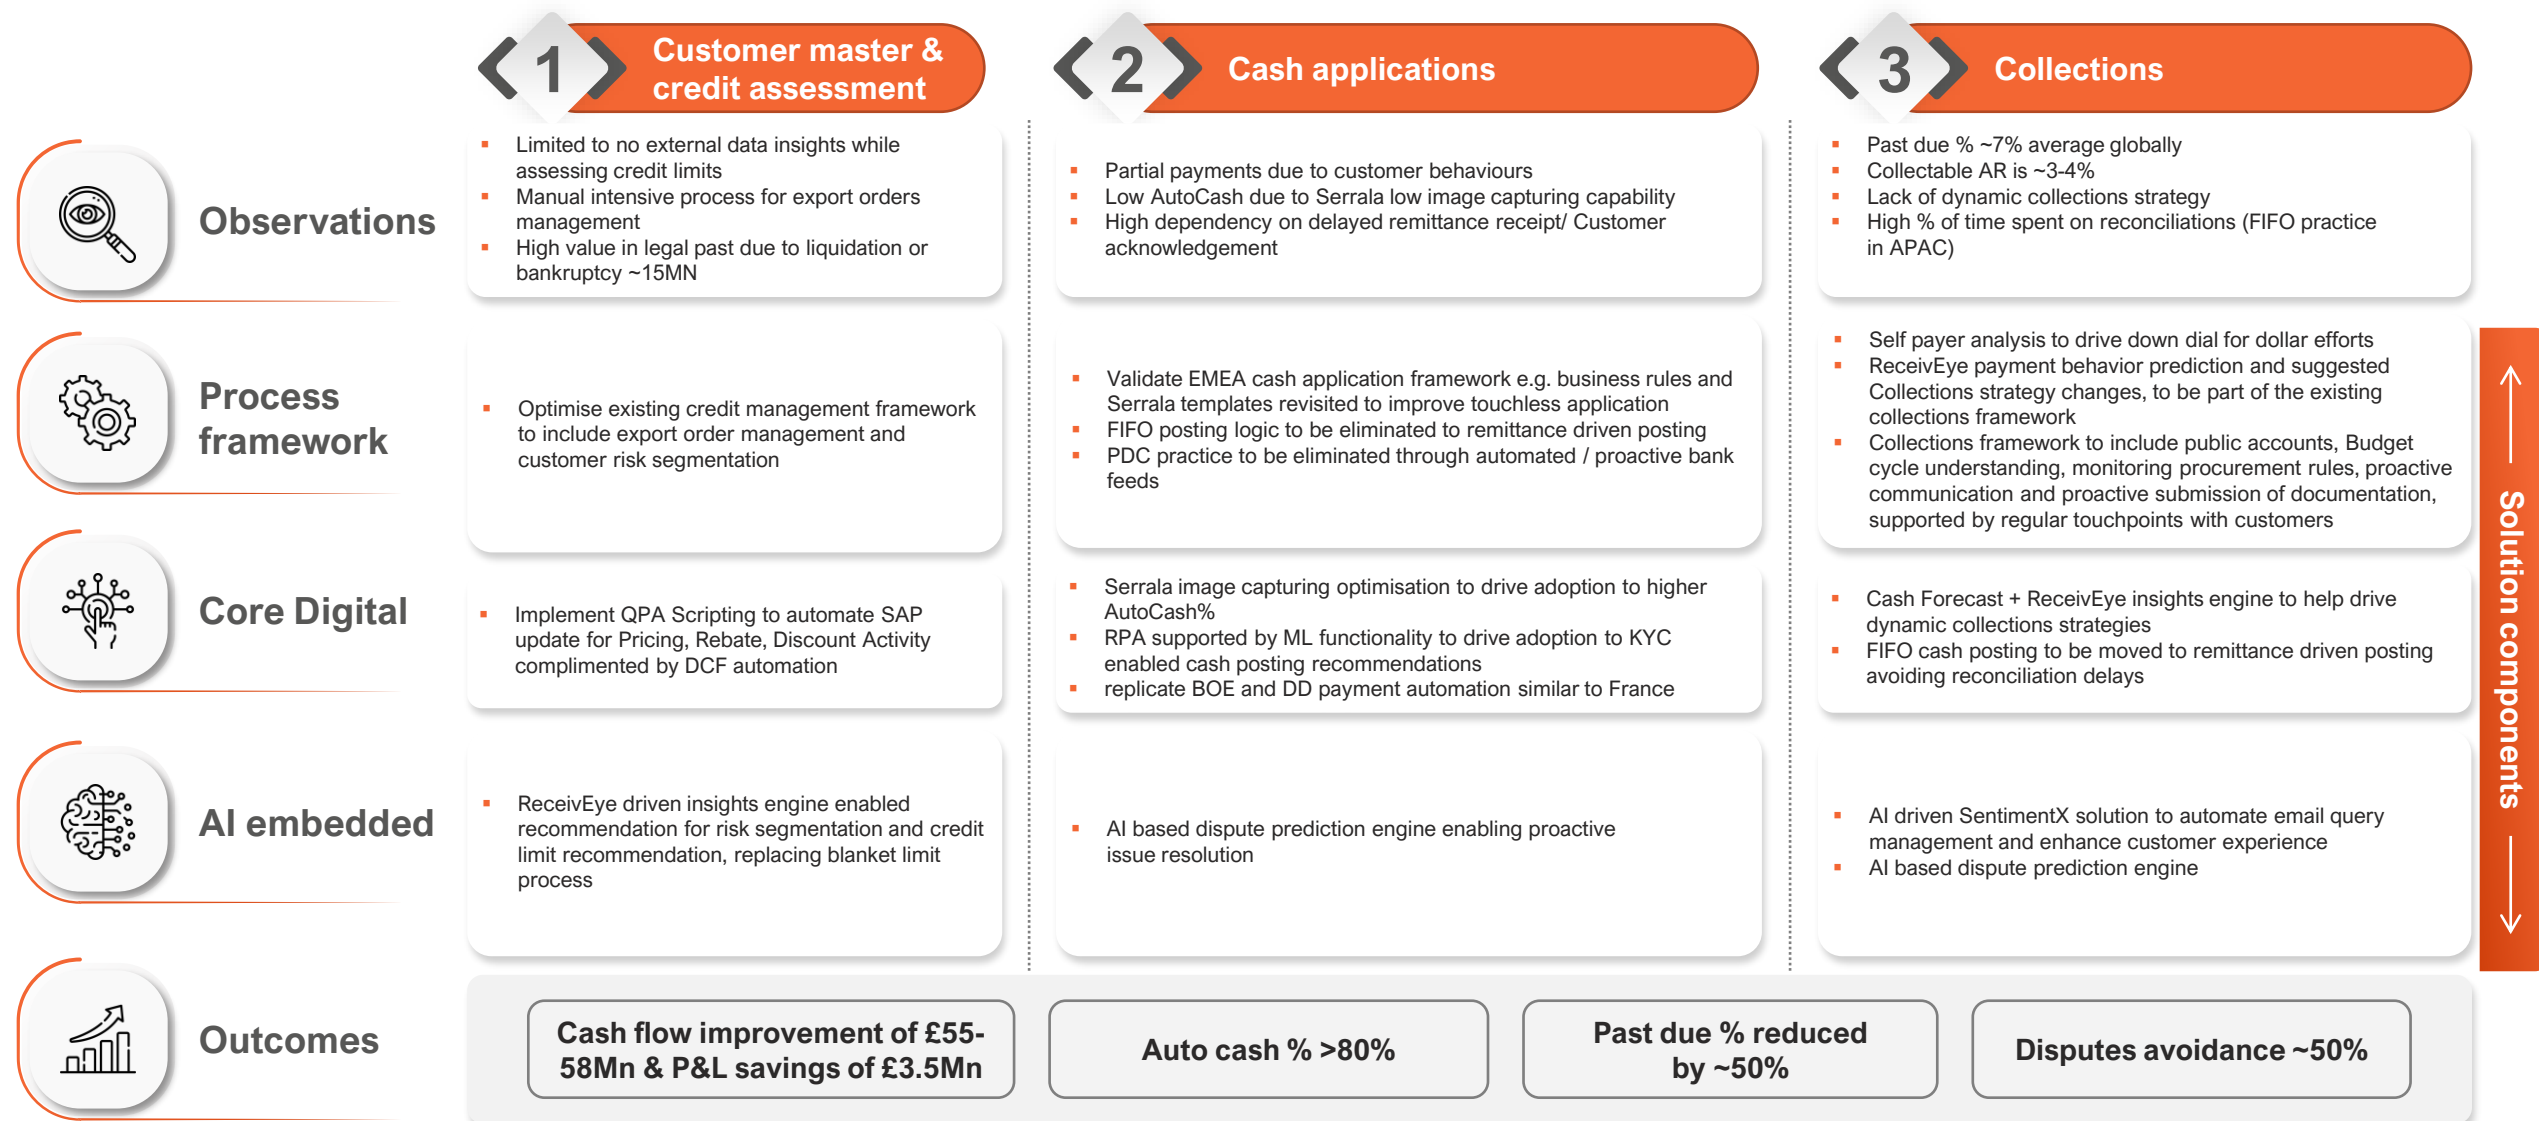 1
Customer master &
credit assessment
2
Cash applications
3
Collections
Observations
▪ Limited to no external data insights while
assessing credit limits
▪ Manual intensive process for export orders
management
▪ High value in legal past due to liquidation or
bankruptcy ~15MN
▪ Partial payments due to customer behaviours
▪ Low AutoCash due to Serrala low image capturing capability
▪ High dependency on delayed remittance receipt/ Customer
acknowledgement
▪ Past due % ~7% average globally
▪ Collectable AR is ~3-4%
▪ Lack of dynamic collections strategy
▪ High % of time spent on reconciliations (FIFO practice
in APAC)
Process
framework
▪ Optimise existing credit management framework
to include export order management and
customer risk segmentation
▪ Validate EMEA cash application framework e.g. business rules and
Serrala templates revisited to improve touchless application
▪ FIFO posting logic to be eliminated to remittance driven posting
▪ PDC practice to be eliminated through automated / proactive bank
feeds
▪ Self payer analysis to drive down dial for dollar efforts
▪ ReceivEye payment behavior prediction and suggested
Collections strategy changes, to be part of the existing
collections framework
▪ Collections framework to include public accounts, Budget
cycle understanding, monitoring procurement rules, proactive
communication and proactive submission of documentation,
supported by regular touchpoints with customers
Core Digital
▪ Implement QPA Scripting to automate SAP
update for Pricing, Rebate, Discount Activity
complimented by DCF automation
▪ Serrala image capturing optimisation to drive adoption to higher
AutoCash%
▪ RPA supported by ML functionality to drive adoption to KYC
enabled cash posting recommendations
▪ replicate BOE and DD payment automation similar to France
▪ Cash Forecast + ReceivEye insights engine to help drive
dynamic collections strategies
▪ FIFO cash posting to be moved to remittance driven posting
avoiding reconciliation delays
AI embedded
▪ ReceivEye driven insights engine enabled
recommendation for risk segmentation and credit
limit recommendation, replacing blanket limit
process
▪ AI based dispute prediction engine enabling proactive
issue resolution
▪ AI driven SentimentX solution to automate email query
management and enhance customer experience
▪ AI based dispute prediction engine
Solution components
Outcomes
Cash flow improvement of £55-
58Mn & P&L savings of £3.5Mn
Auto cash % >80%
Past due % reduced
by ~50%
Disputes avoidance ~50%